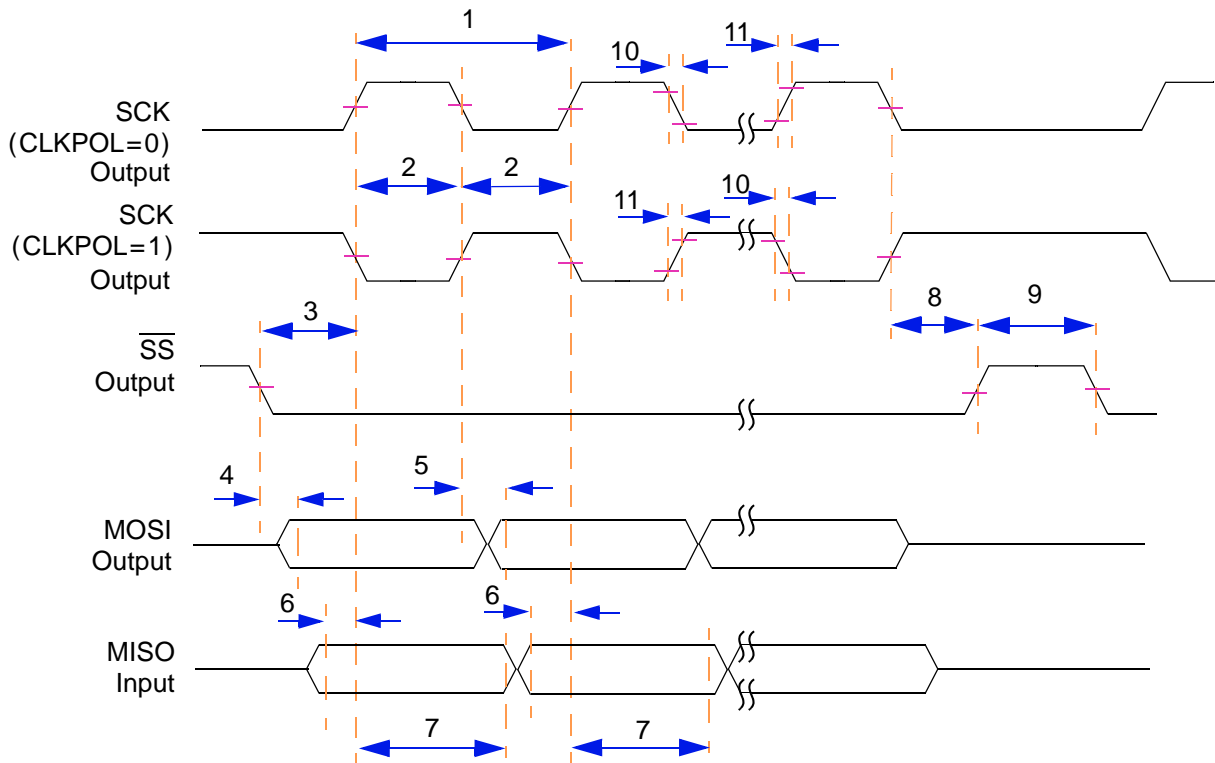 1
10
11
SCK
(CLKPOL=0)
Output
2
2
SCK
(CLKPOL=1)
Output
11
10
3
8
9
SS
Output
4
5
MOSI
Output
6
6
MISO
Input
7
7